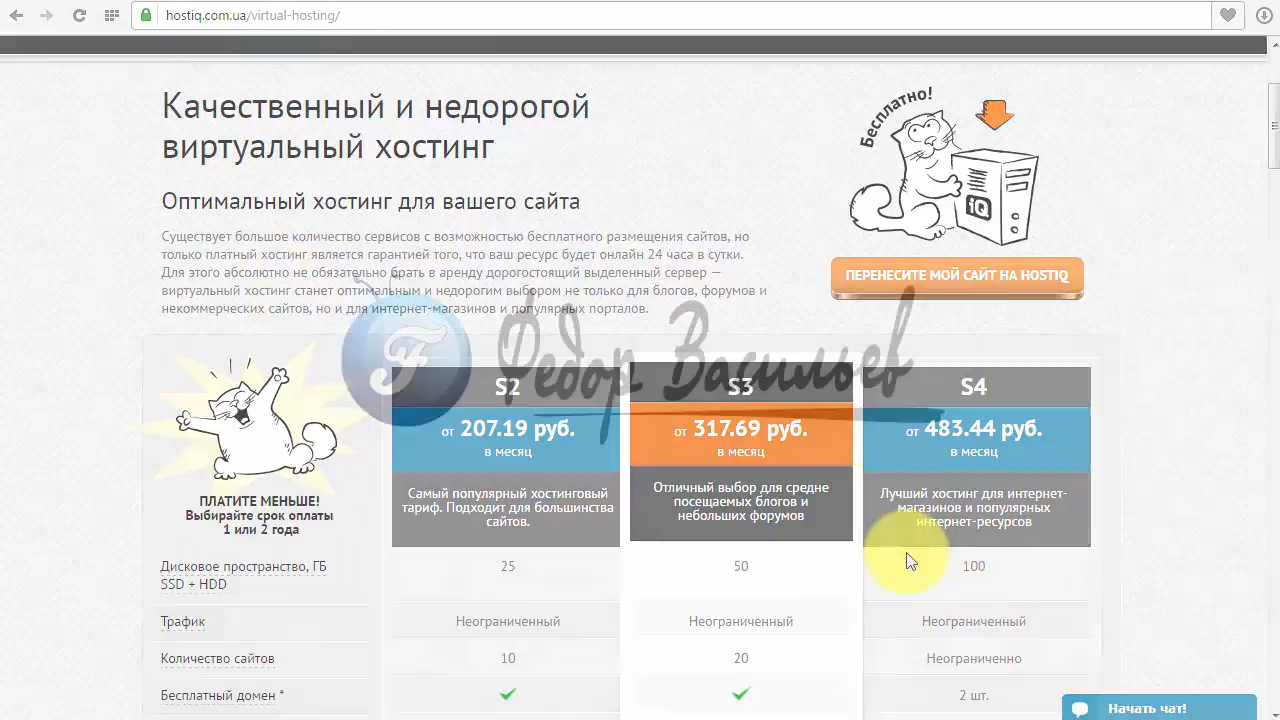 hostiq.com.ua/virtual-hosting/
Качественный и недорогой
виртуальный хостинг
Бесплатно!
Оптимальный хостинг для вашего сайта
Существует большое количество сервисов с возможностью бесплатного размещения сайтов, но
только платный хостинг является гарантией того, что ваш ресурс будет онлайн 24 часа в сутки.
Для этого абсолютно не обязательно брать в аренду дорогостоящий выделенный сервер —
виртуальный хостинг станет оптимальным и недорогим выбором не только для блогов, форумов и
некоммерческих сайтов, но и для интернет-магазинов и популярных порталов.
iQ
ПЕРЕНЕСИТЕ МОЙ САЙТ НА HOSTIQ
Федор Васильев
ПЛАТИТЕ МЕНЬШЕ!
Выбирайте срок оплаты
1 или 2 года
S2
от 207.19 руб.
в месяц
Самый популярный хостинговый
тариф. Подходит для большинства
сайтов.
S3
от 317.69 руб.
в месяц
Отличный выбор для средне
посещаемых блогов и
небольших форумов
S4
от 483.44 руб.
в месяц
Лучший хостинг для интернет-
магазинов и популярных
интернет-ресурсов
Дисковое пространство, ГБ
SSD + HDD
25
50
100
Трафик
Неограниченный
Неограниченный
Неограниченный
Количество сайтов
10
20
Неограниченно
Бесплатный домен *
2 шт.
Начать чат!